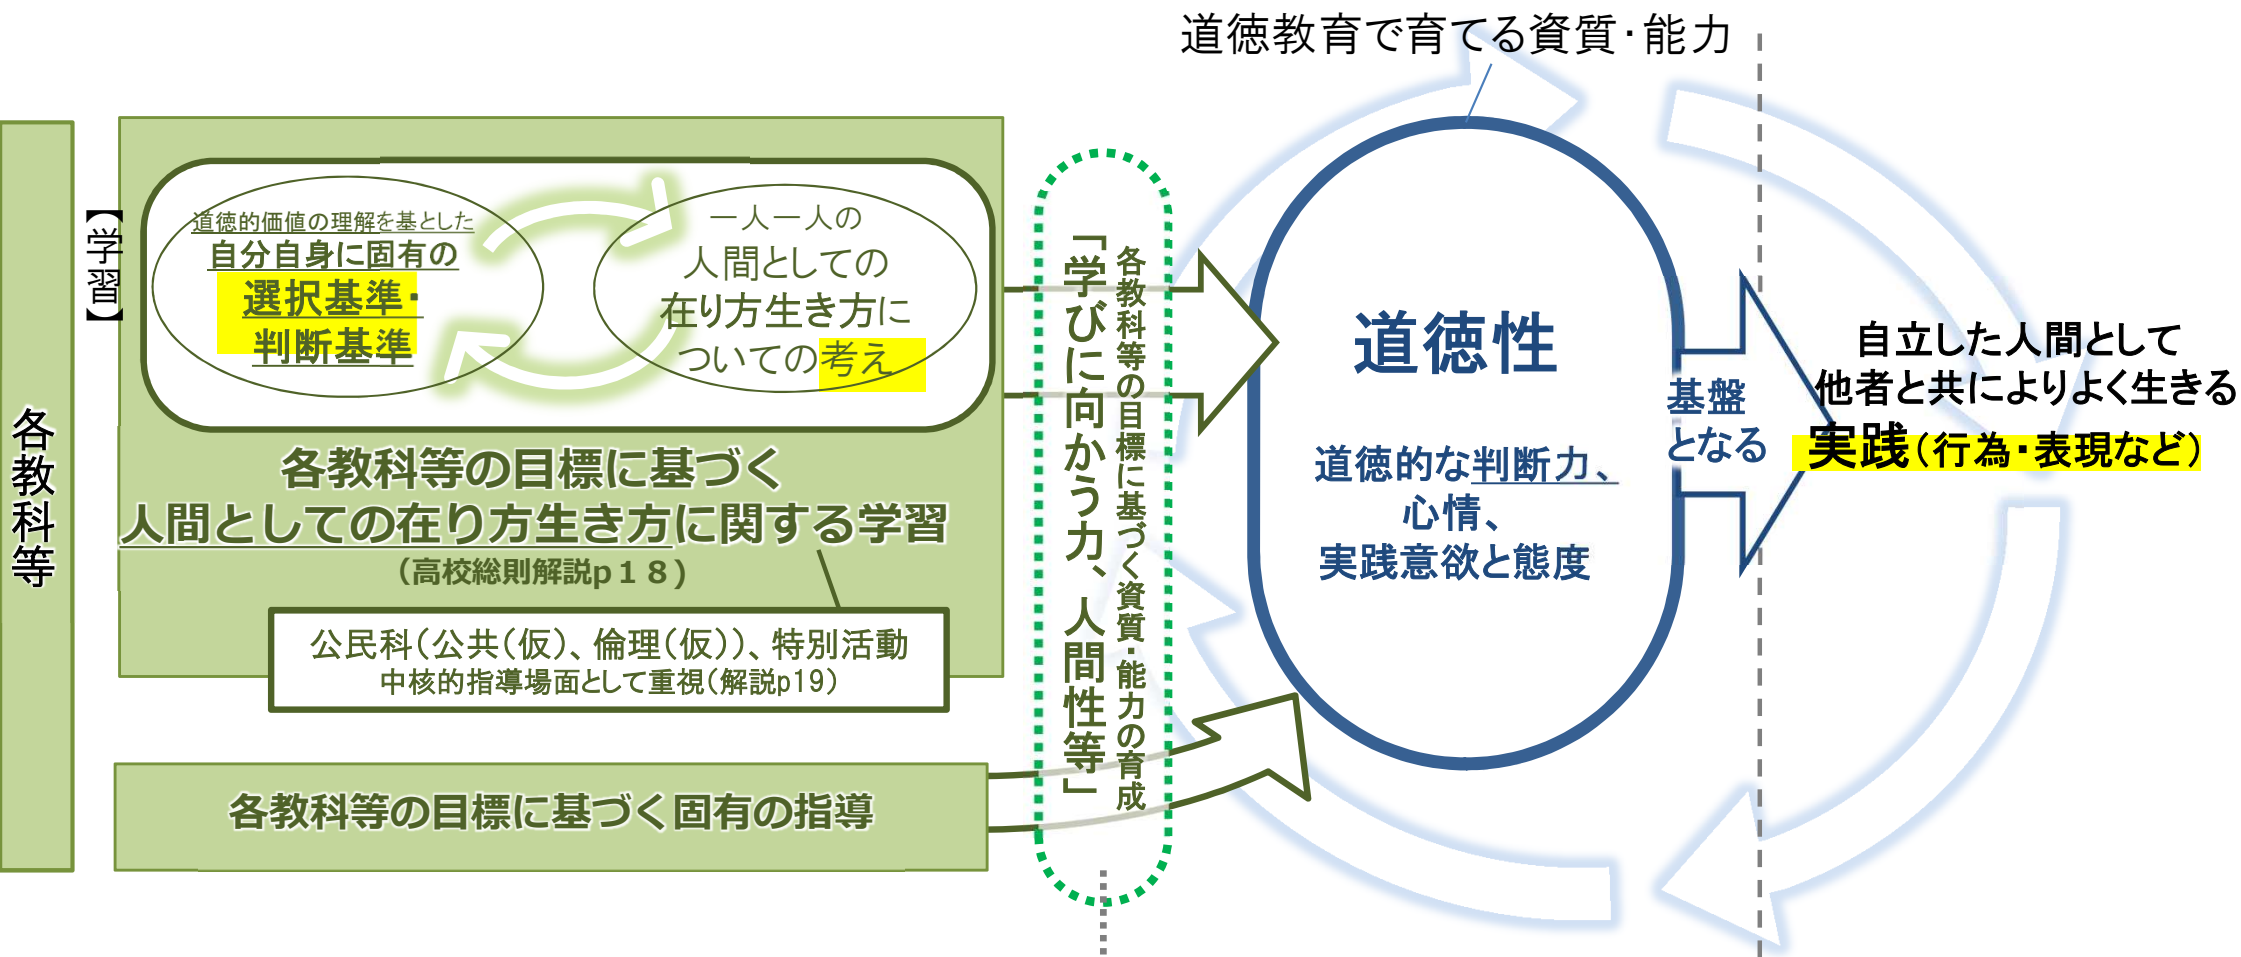 道徳教育で育てる資質・能力
各教科等
【学習】
道徳的価値の理解を基とした
自分自身に固有の
選択基準・
判断基準
一人一人の
人間としての
在り方生き方に
ついての考え
各教科等の目標に基づく
人間としての在り方生き方に関する学習
（高校総則解説p１８）
公民科（公共（仮）、倫理（仮））、特別活動
中核的指導場面として重視（解説p19）
各教科等の目標に基づく固有の指導
各教科等の目標に基づく資質・能力の育成
「学びに向かう力、人間性等」
道徳性
道徳的な判断力、
心情、
実践意欲と態度
基盤
となる
自立した人間として
他者と共によりよく生きる
実践（行為・表現など）